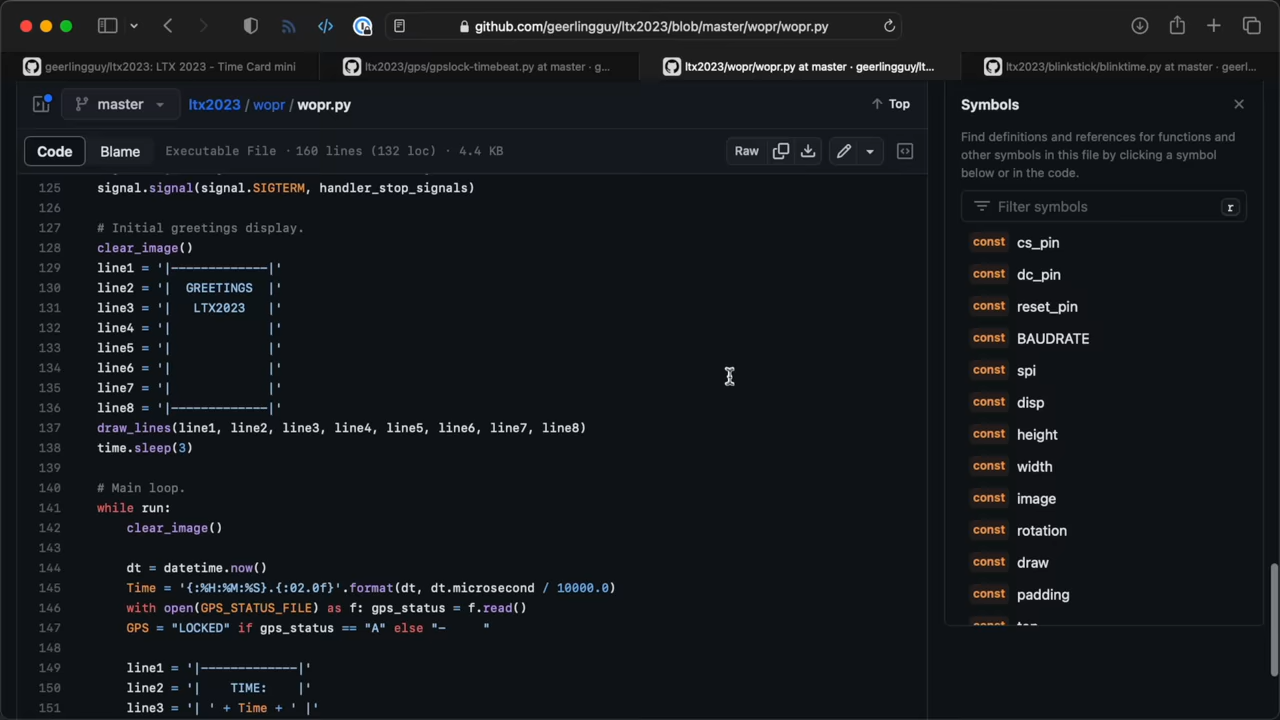 github.com/geerlingguy/ltx2023/blob/master/wopr/wopr.py
geerlingguy/ltx2023: LTX 2023 - Time Card mini
ltx2023/gps/gpslock-timebeat.py at master · g...
ltx2023/wopr/wopr.py at master · geerlingguy/lt...
ltx2023/blinkstick/blinktime.py at master · geerl...
master
ltx2023 / wopr / wopr.py
Top
Code Blame Executable File · 160 lines (132 loc) · 4.4 KB Raw
125 signal.signal(signal.SIGTERM, handler_stop_signals)
126
127 # Initial greetings display.
128 clear_image()
129 line1 = '|-------------|'
130 line2 = '|  GREETINGS  |'
131 line3 = '|   LTX2023   |'
132 line4 = '|             |'
133 line5 = '|             |'
134 line6 = '|             |'
135 line7 = '|             |'
136 line8 = '|-------------|'
137 draw_lines(line1, line2, line3, line4, line5, line6, line7, line8)
138 time.sleep(3)
139
140 # Main loop.
141 while run:
142     clear_image()
143
144     dt = datetime.now()
145     Time = '{:%H:%M:%S}.{:02.0f}'.format(dt, dt.microsecond / 10000.0)
146     with open(GPS_STATUS_FILE) as f: gps_status = f.read()
147     GPS = "LOCKED" if gps_status == "A" else "-     "
148
149     line1 = '|-------------|'
150     line2 = '|    TIME:    |'
151     line3 = '| ' + Time + ' |'
Symbols
Find definitions and references for functions and
other symbols in this file by clicking a symbol
below or in the code.
Filter symbols r
const cs_pin
const dc_pin
const reset_pin
const BAUDRATE
const spi
const disp
const height
const width
const image
const rotation
const draw
const padding